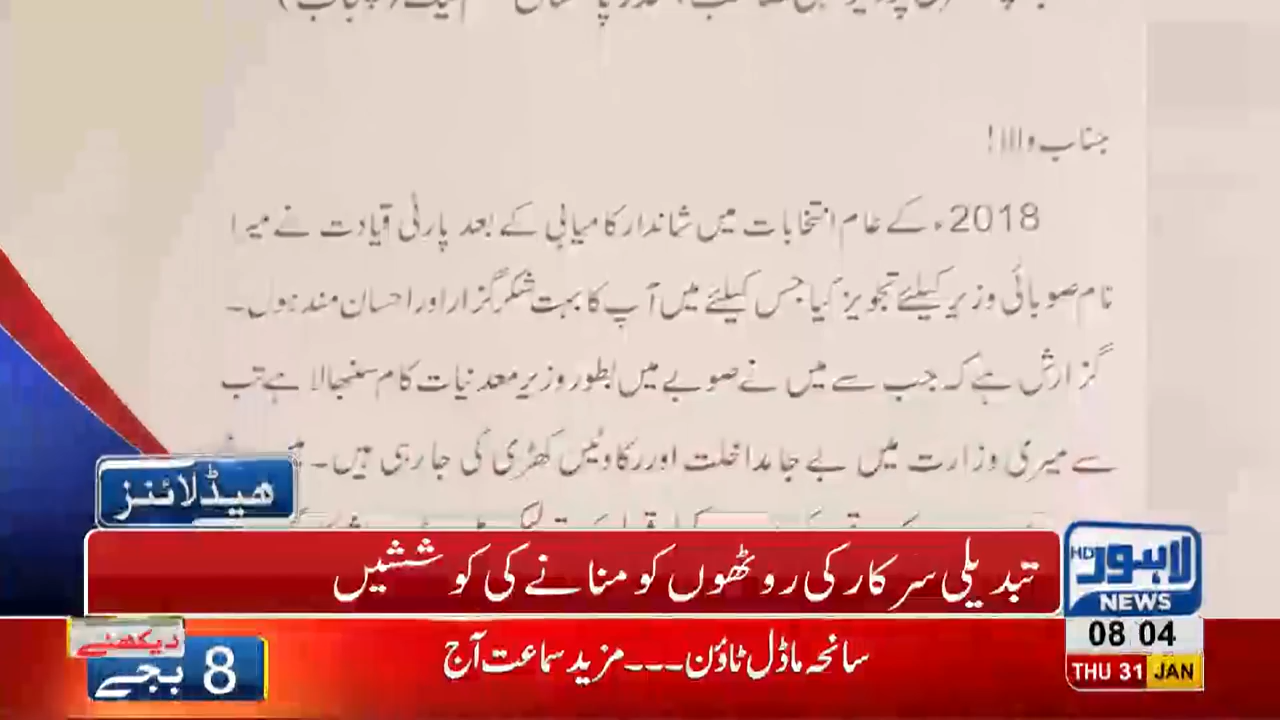 جناب والا!
2018ء کے عام انتخابات میں شاندار کامیابی کے بعد پارٹی قیادت نے میرا
نام صوبائی وزیر کیلئے تجویز کیا جس کیلئے میں آپ کا بہت شکر گزار اور احسان مند ہوں۔
گزارش ہے کہ جب سے میں نے صوبے میں بطور وزیر معدنیات کام سنبھالا ہے تب
سے میری وزارت میں بے جا مداخلت اور رکاوٹیں کھڑی کی جا رہی ہیں۔
ہیڈلائنز
تبدیلی سرکار کی روٹھوں کو منانے کی کوششیں
لاہور HD
NEWS
08 04
THU 31 JAN
دیکھئے
8 بجے
سانحہ ماڈل ٹاؤن۔۔۔مزید سماعت آج